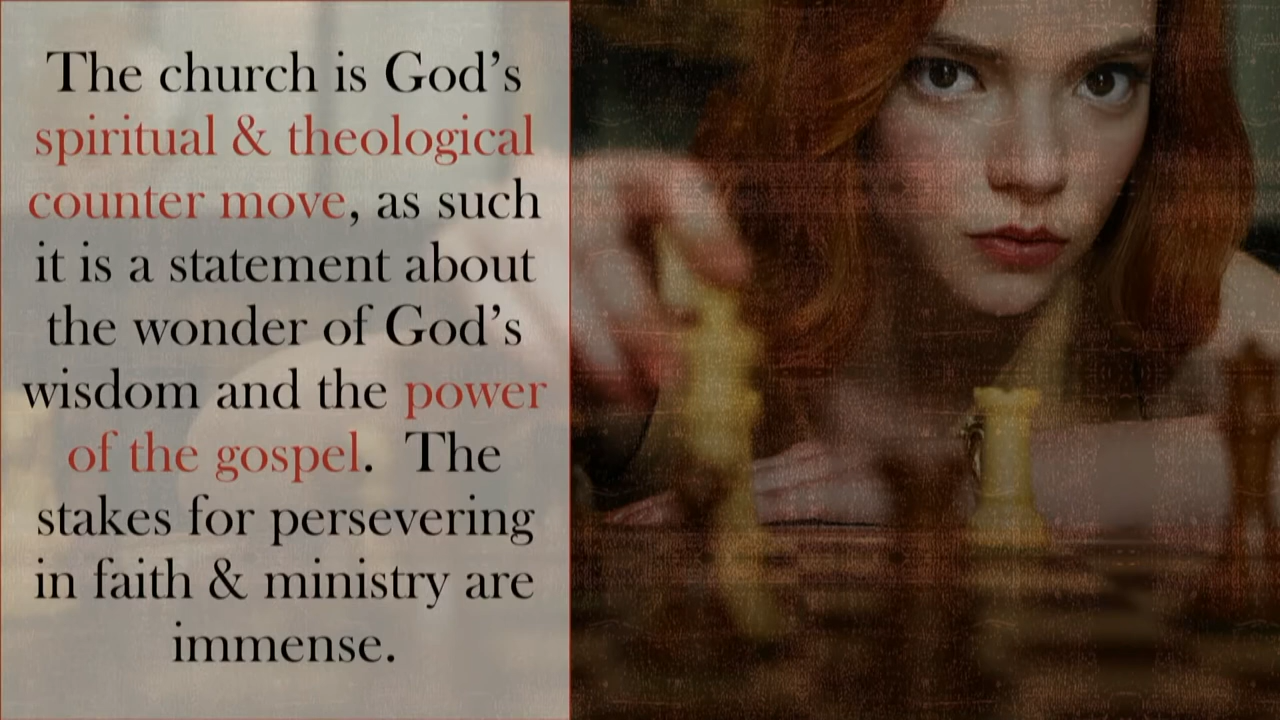 The church is God’s
spiritual & theological
counter move, as such
it is a statement about
the wonder of God’s
wisdom and the power
of the gospel.  The
stakes for persevering
in faith & ministry are
immense.